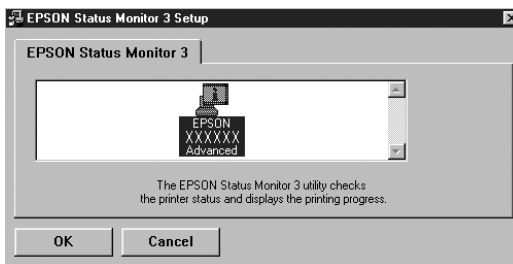 EPSON Status Monitor 3 Setup
EPSON Status Monitor 3
EPSON
XXXXXX
Advanced
The EPSON Status Monitor 3 utility checks
the printer status and displays the printing progress.
OK
Cancel